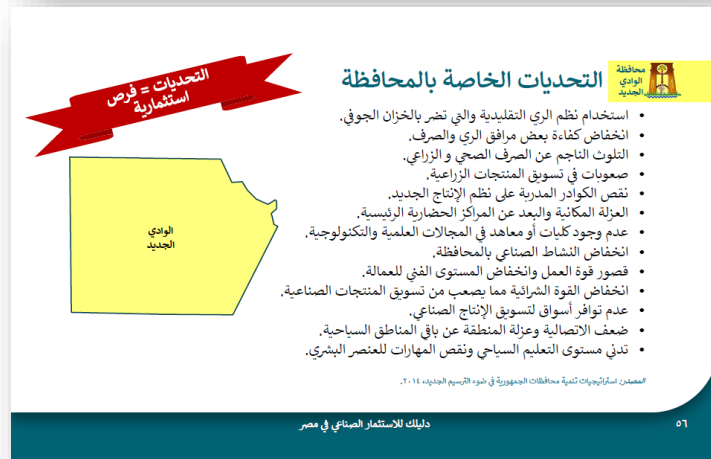 محافظة
الوادي
الجديد
التحديات الخاصة بالمحافظة
التحديات = فرص
استثمارية
• استخدام نظم الري التقليدية والتي تضر بالخزان الجوفي.
• انخفاض كفاءة بعض مرافق الري والصرف.
• التلوث الناجم عن الصرف الصحي و الزراعي.
• صعوبات في تسويق المنتجات الزراعية.
• نقص الكوادر المدربة على نظم الإنتاج الجديد.
• العزلة المكانية والبعد عن المراكز الحضارية الرئيسية.
• عدم وجود كليات أو معاهد في المجالات العلمية والتكنولوجية.
• انخفاض النشاط الصناعي بالمحافظة.
• قصور قوة العمل وانخفاض المستوى الفني للعمالة.
• انخفاض القوة الشرائية مما يصعب من تسويق المنتجات الصناعية.
• عدم توافر أسواق لتسويق الإنتاج الصناعي.
• ضعف الاتصالية وعزلة المنطقة عن باقي المناطق السياحية.
• تدني مستوى التعليم السياحي ونقص المهارات للعنصر البشري.
الوادي
الجديد
المصدر: استراتيجيات تنمية محافظات الجمهورية في ضوء الترسيم الجديد، ٢٠١٤.
دليلك للاستثمار الصناعي في مصر
٥٦